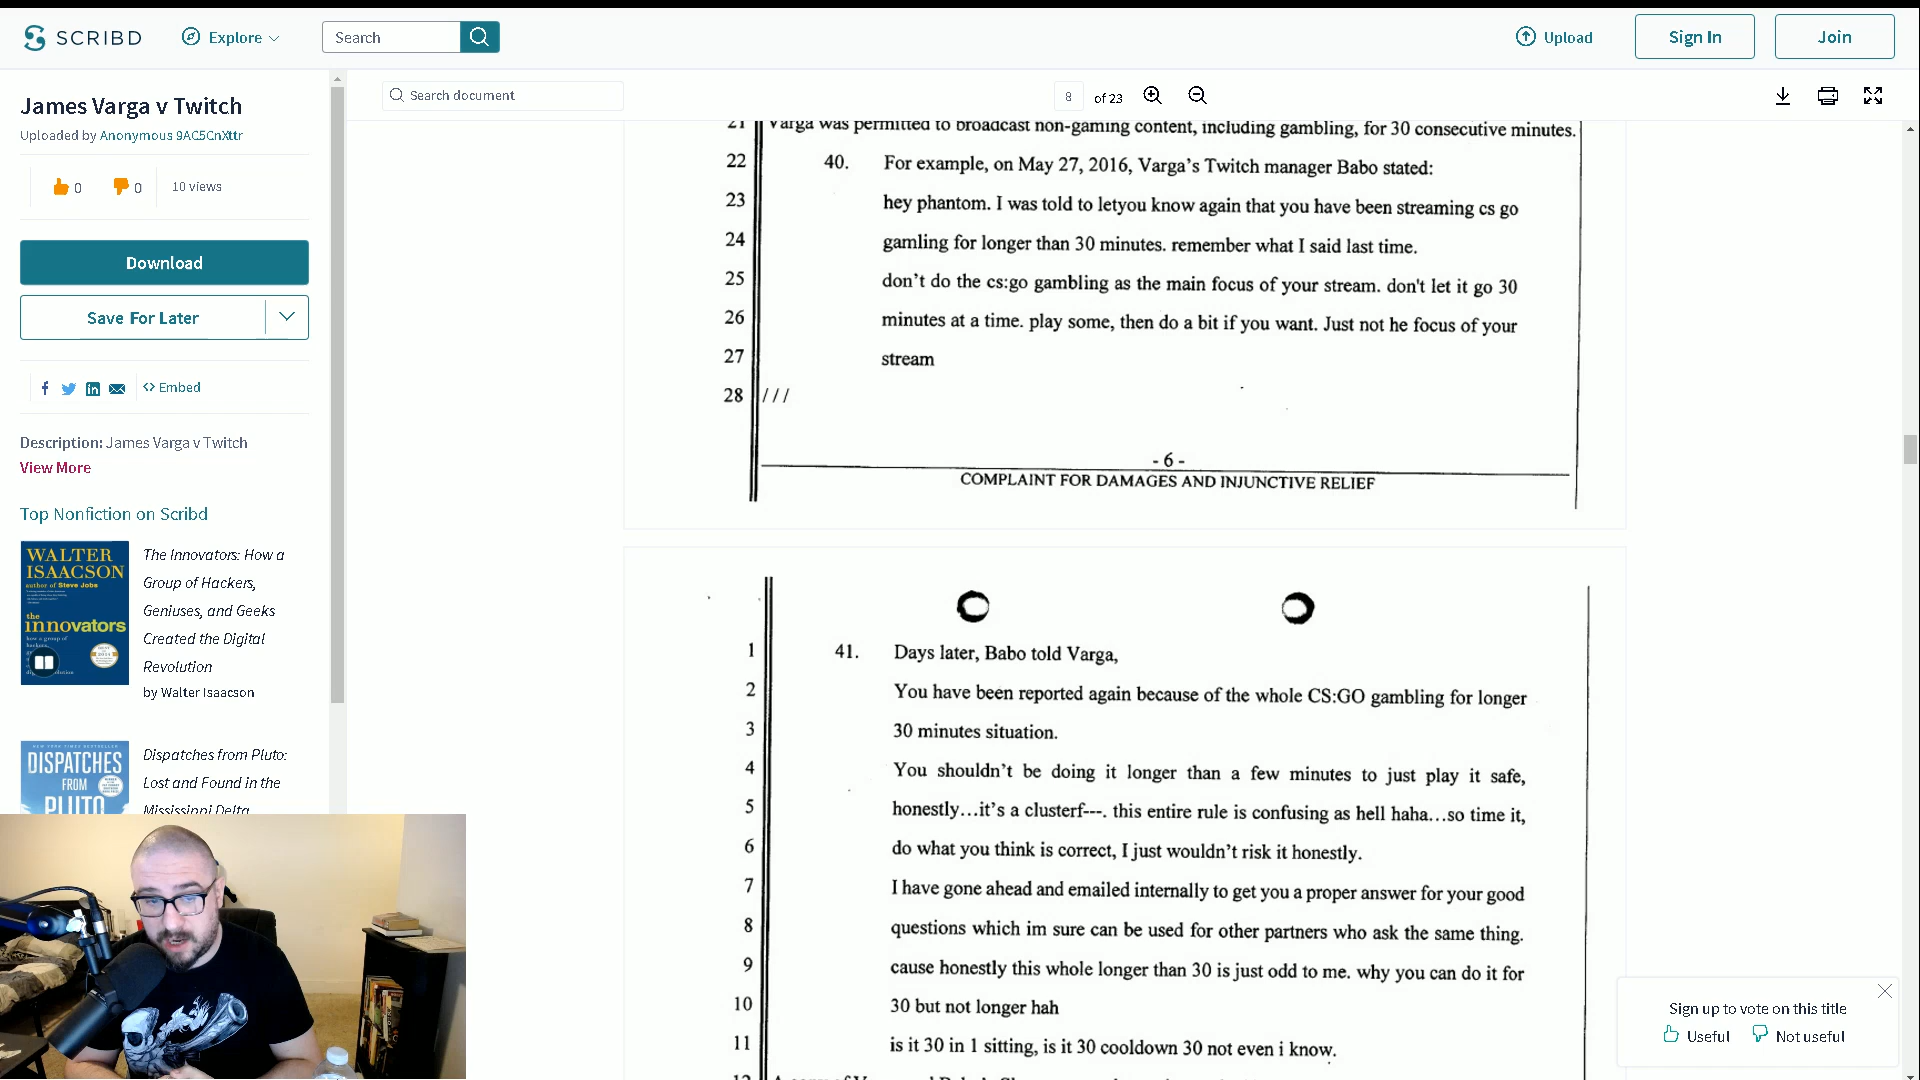 SCRIBD
Explore
Search
Upload
Sign In
Join
James Varga v Twitch
Uploaded by Anonymous 9AC5CnXttr
0
0
10 views
Download
Save For Later
Embed
Description: James Varga v Twitch
View More
Top Nonfiction on Scribd
WALTER
ISAACSON
author of Steve Jobs
the
innovators
The Innovators: How a
Group of Hackers,
Geniuses, and Geeks
Created the Digital
Revolution
by Walter Isaacson
DISPATCHES
FROM
PLUTO
Dispatches from Pluto:
Lost and Found in the
Mississippi Delta
Search document
8 of 23
21 Varga was permitted to broadcast non-gaming content, including gambling, for 30 consecutive minutes.
22 40. For example, on May 27, 2016, Varga's Twitch manager Babo stated:
23 hey phantom. I was told to letyou know again that you have been streaming cs go
24 gamling for longer than 30 minutes. remember what I said last time.
25 don't do the cs:go gambling as the main focus of your stream. don't let it go 30
26 minutes at a time. play some, then do a bit if you want. Just not he focus of your
27 stream
28 ///
- 6 -
COMPLAINT FOR DAMAGES AND INJUNCTIVE RELIEF
1 41. Days later, Babo told Varga,
2 You have been reported again because of the whole CS:GO gambling for longer
3 30 minutes situation.
4 You shouldn't be doing it longer than a few minutes to just play it safe,
5 honestly…it's a clusterf---. this entire rule is confusing as hell haha…so time it,
6 do what you think is correct, I just wouldn't risk it honestly.
7 I have gone ahead and emailed internally to get you a proper answer for your good
8 questions which im sure can be used for other partners who ask the same thing.
9 cause honestly this whole longer than 30 is just odd to me. why you can do it for
10 30 but not longer hah
11 is it 30 in 1 sitting, is it 30 cooldown 30 not even i know.
Sign up to vote on this title
Useful
Not useful